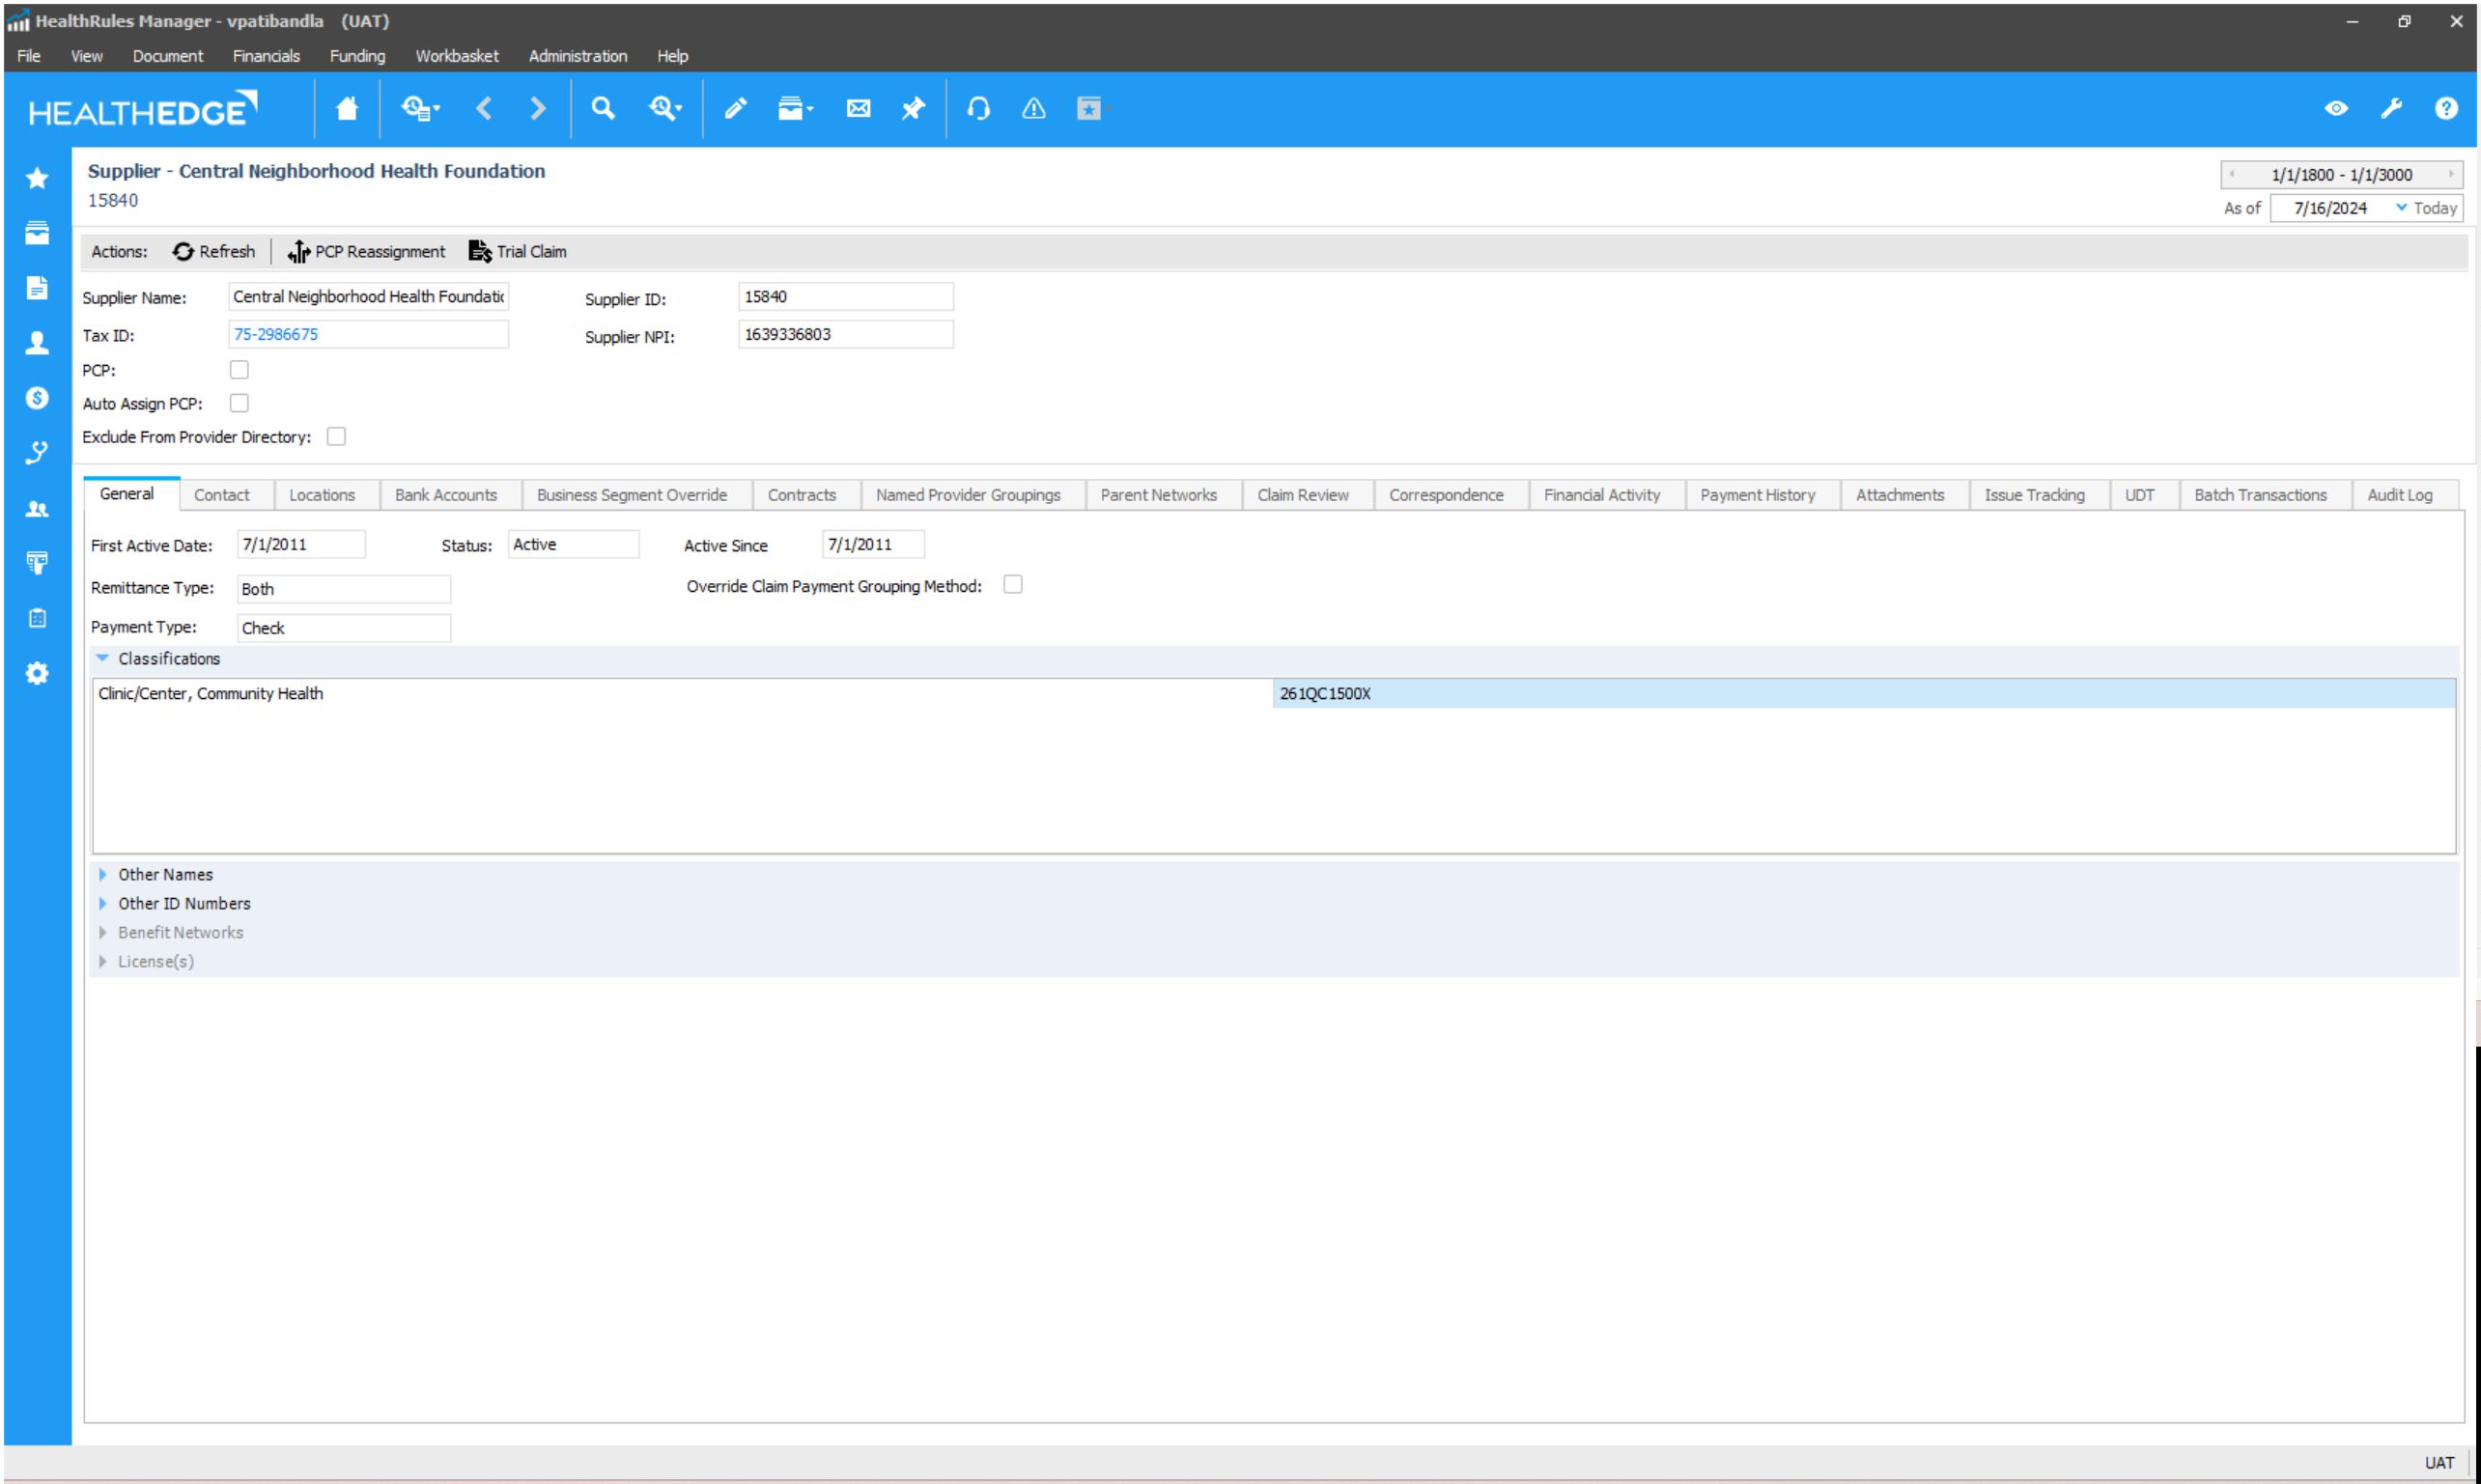 HealthRules Manager - vpatibandla (UAT)
File View Document Financials Funding Workbasket Administration Help
HEALTHEDGE
Supplier - Central Neighborhood Health Foundation
15840
1/1/1800 - 1/1/3000
As of 7/16/2024 Today
Actions: Refresh PCP Reassignment Trial Claim
Supplier Name: Central Neighborhood Health Foundatic Supplier ID: 15840
Tax ID: 75-2986675 Supplier NPI: 1639336803
PCP:
Auto Assign PCP:
Exclude From Provider Directory:
General Contact Locations Bank Accounts Business Segment Override Contracts Named Provider Groupings Parent Networks Claim Review Correspondence Financial Activity Payment History Attachments Issue Tracking UDT Batch Transactions Audit Log
First Active Date: 7/1/2011 Status: Active Active Since 7/1/2011
Remittance Type: Both Override Claim Payment Grouping Method:
Payment Type: Check
Classifications
Clinic/Center, Community Health 261QC1500X
Other Names
Other ID Numbers
Benefit Networks
License(s)
UAT